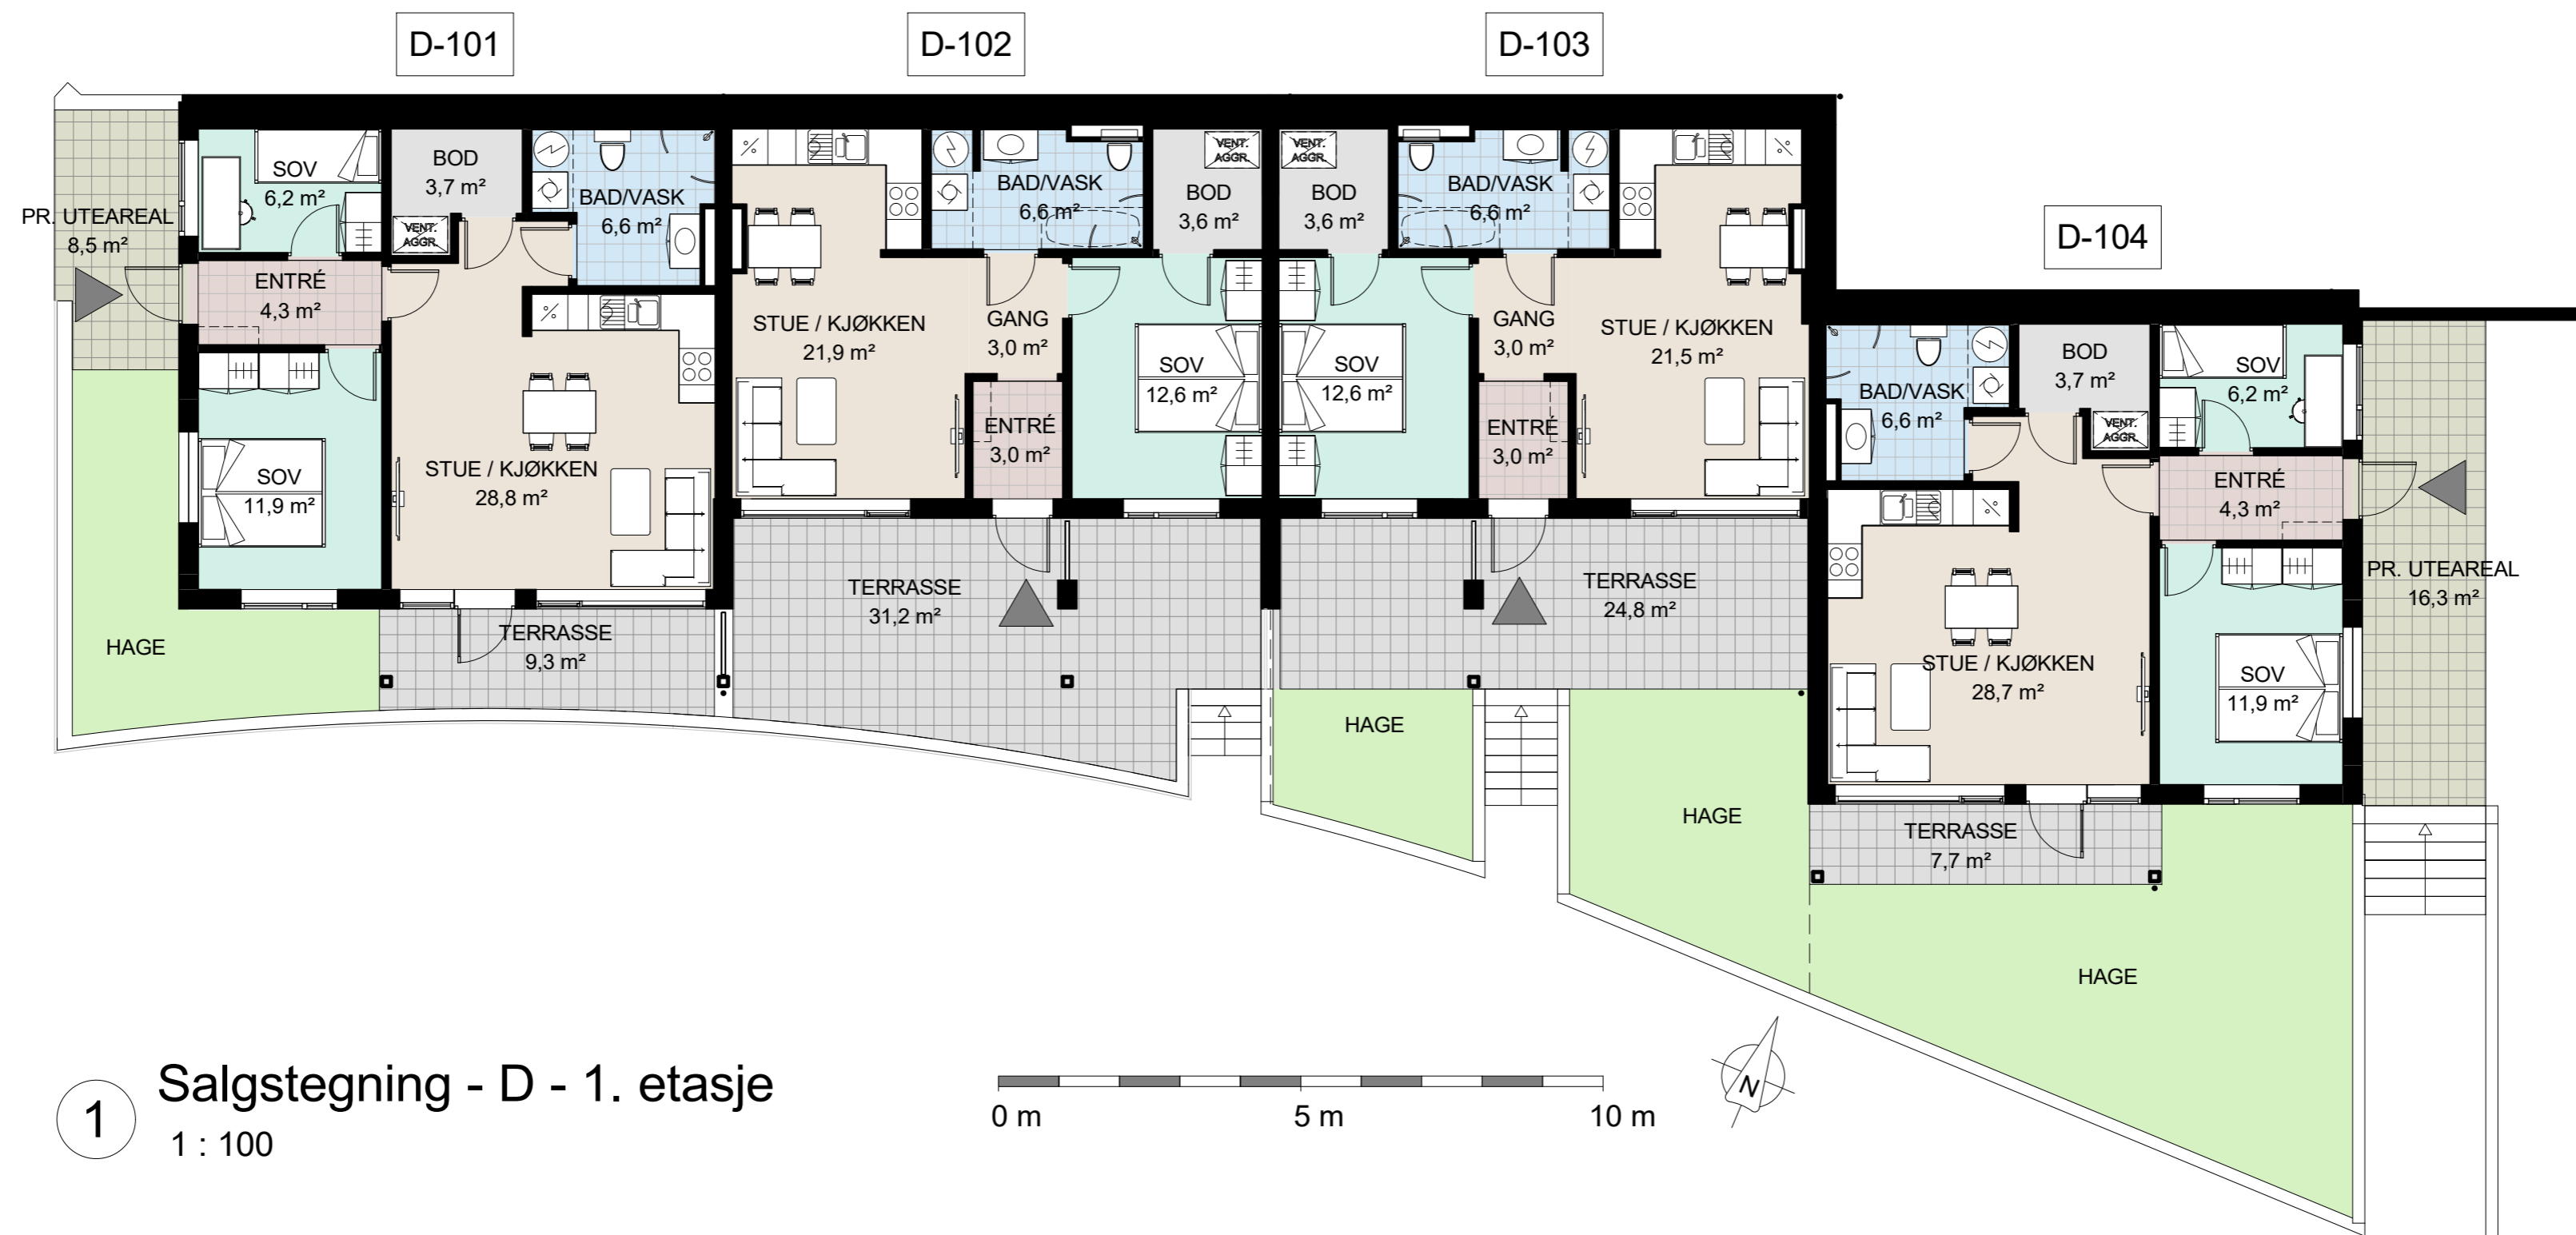 D-101
D-102
D-103
D-104
PR. UTEAREAL
8,5 m²
SOV
6,2 m²
BOD
3,7 m²
VENT.
AGGR.
BAD/VASK
6,6 m²
ENTRÉ
4,3 m²
SOV
11,9 m²
STUE / KJØKKEN
28,8 m²
HAGE
TERRASSE
9,3 m²
STUE / KJØKKEN
21,9 m²
BAD/VASK
6,6 m²
VENT.
AGGR.
BOD
3,6 m²
GANG
3,0 m²
SOV
12,6 m²
ENTRÉ
3,0 m²
TERRASSE
31,2 m²
VENT.
AGGR.
BOD
3,6 m²
BAD/VASK
6,6 m²
SOV
12,6 m²
GANG
3,0 m²
STUE / KJØKKEN
21,5 m²
ENTRÉ
3,0 m²
TERRASSE
24,8 m²
HAGE
HAGE
BAD/VASK
6,6 m²
BOD
3,7 m²
VENT.
AGGR.
SOV
6,2 m²
ENTRÉ
4,3 m²
PR. UTEAREAL
16,3 m²
STUE / KJØKKEN
28,7 m²
SOV
11,9 m²
TERRASSE
7,7 m²
HAGE
1
Salgstegning - D - 1. etasje
1 : 100
0 m
5 m
10 m
N